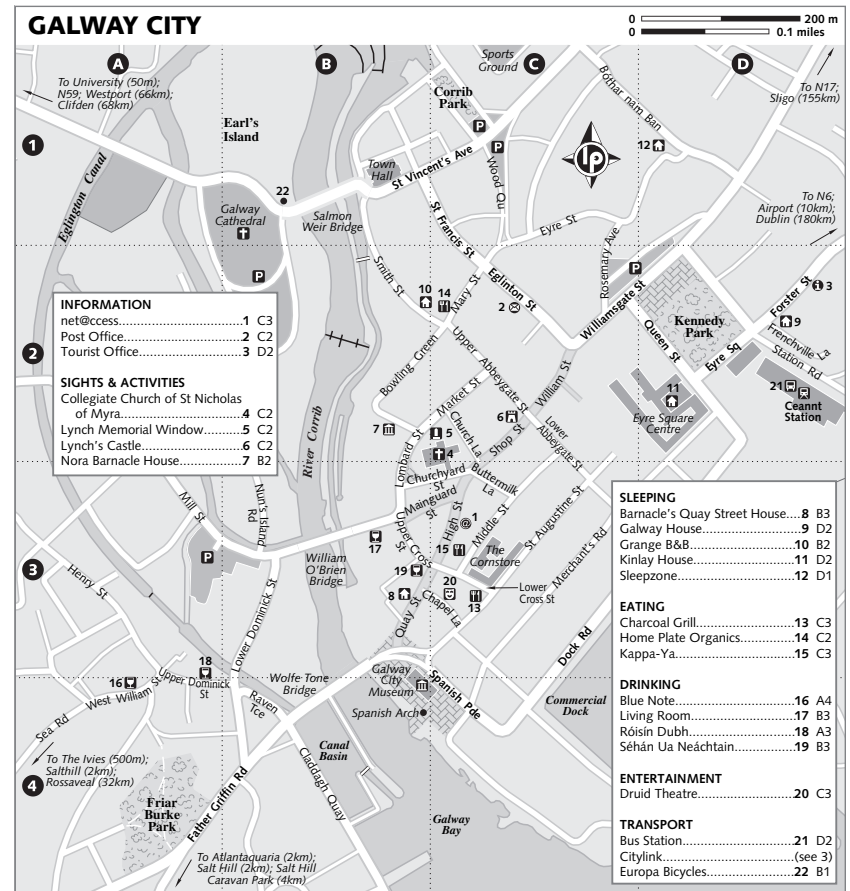 GALWAY CITY
0 200 m
0 0.1 miles
A
B
C
D
1
2
3
4
To University (50m);
N59; Westport (66km);
Clifden (68km)
Earl's
Island
Sports
Ground
Corrib
Park
Bóthar nam Ban
To N17;
Sligo (155km)
P
P
12
lp
Eglington Canal
Town
Hall
St Vincent's Ave
Wood Qu
22
Galway
Cathedral
Salmon
Weir Bridge
To N6;
Airport (10km);
Dublin (180km)
St Francis St
Eyre St
Rosemary Ave
P
P
Smith St
Eglinton St
Mary St
10
14
2
Williamsgate St
Forster St
3
Kennedy
Park
9
Frenchville La
Queen St
Eyre Sq
Station Rd
Bowling Green
Upper Abbeygate St
William St
11
Eyre Square
Centre
21
Ceannt
Station
Market St
Church La
6
Shop St
Lower Abbeygate St
7
5
4
Lombard St
River Corrib
Churchyard
St
Buttermilk
La
Mainguard
St
High St
1
Middle St
St Augustine St
Merchant's Rd
Mill St
Nun's Island
Rd
P
17
Upper Cross
St
15
The
Cornstore
William
O'Brien
Bridge
19
20
8
13
Lower
Cross St
Quay St
Chapel La
Henry St
Lower Dominick St
Dock Rd
18
16
Upper Dominick
St
West William St
Wolfe Tone
Bridge
Galway
City
Museum
Spanish Pde
Spanish Arch
Commercial
Dock
Raven
Tce
Sea Rd
To The Ivies (500m);
Salthill (2km);
Rossaveal (32km)
Canal
Basin
Claddagh Quay
Father Griffin Rd
Friar
Burke
Park
Galway
Bay
To Atlantaquaria (2km);
Salt Hill (2km); Salt Hill
Caravan Park (4km)
INFORMATION
net@ccess 1 C3
Post Office 2 C2
Tourist Office 3 D2
SIGHTS & ACTIVITIES
Collegiate Church of St Nicholas
of Myra 4 C2
Lynch Memorial Window 5 C2
Lynch's Castle 6 C2
Nora Barnacle House 7 B2
SLEEPING
Barnacle's Quay Street House 8 B3
Galway House 9 D2
Grange B&B 10 B2
Kinlay House 11 D2
Sleepzone 12 D1
EATING
Charcoal Grill 13 C3
Home Plate Organics 14 C2
Kappa-Ya 15 C3
DRINKING
Blue Note 16 A4
Living Room 17 B3
Róisín Dubh 18 A3
Séhán Ua Neáchtain 19 B3
ENTERTAINMENT
Druid Theatre 20 C3
TRANSPORT
Bus Station 21 D2
Citylink (see 3)
Europa Bicycles 22 B1